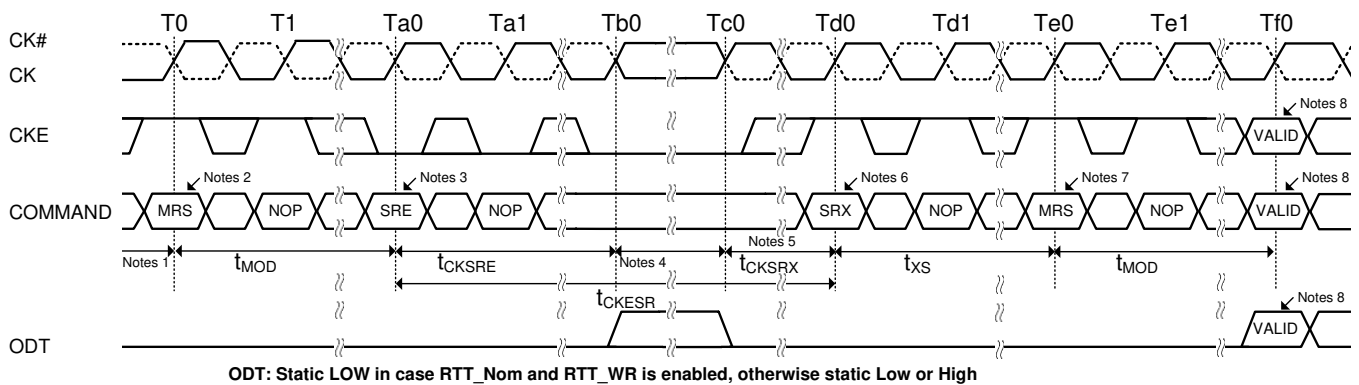 T0 T1 Ta0 Ta1 Tb0 Tc0 Td0 Td1 Te0 Te1 Tf0
CK#
CK
Notes 8
CKE VALID
Notes 2 Notes 3 Notes 6 Notes 7 Notes 8
COMMAND MRS NOP SRE NOP SRX NOP MRS NOP VALID
Notes 1 tMOD tCKSRE Notes 4 Notes 5 tCKSRX tXS tMOD
tCKESR
Notes 8
ODT VALID
ODT: Static LOW in case RTT_Nom and RTT_WR is enabled, otherwise static Low or High